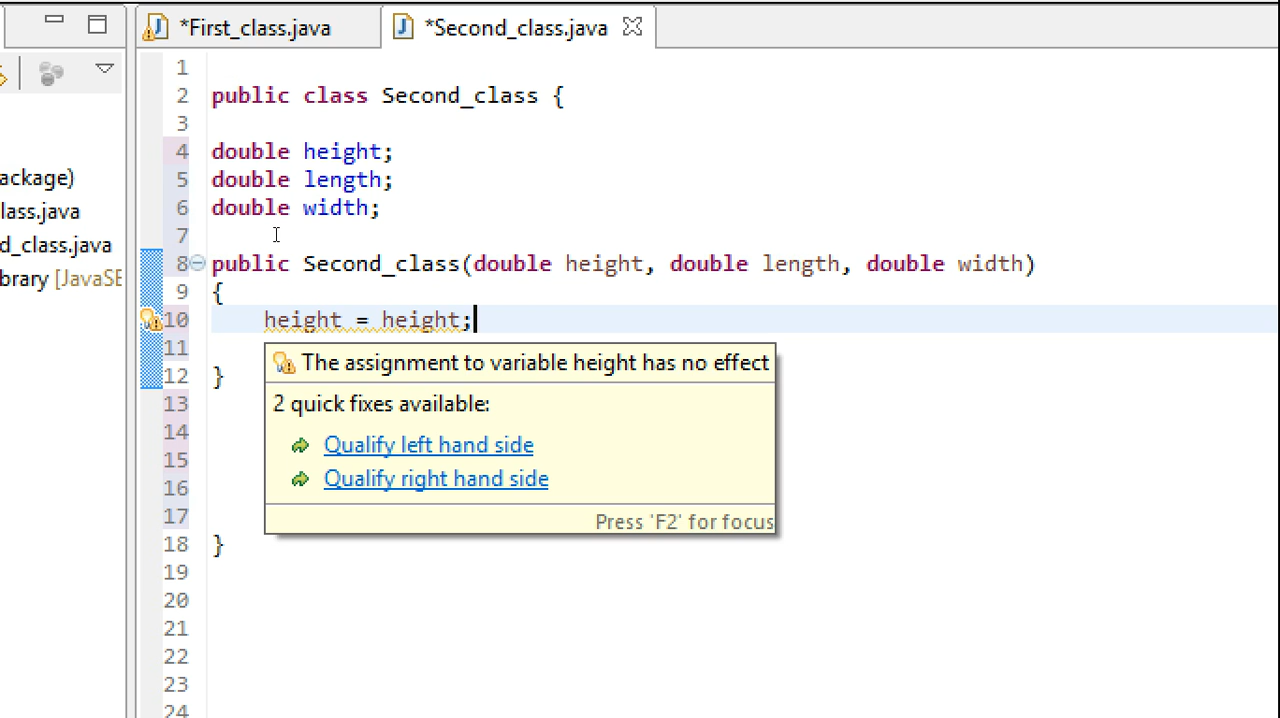 *First_class.java
*Second_class.java
1
2 public class Second_class {
3
4 double height;
5 double length;
6 double width;
7
8 public Second_class(double height, double length, double width)
9 {
10 height = height;
11
12 }
13
14
15
16
17
18 }
19
20
21
22
23
24
ackage)
lass.java
d_class.java
brary [JavaSE
The assignment to variable height has no effect
2 quick fixes available:
Qualify left hand side
Qualify right hand side
Press 'F2' for focus